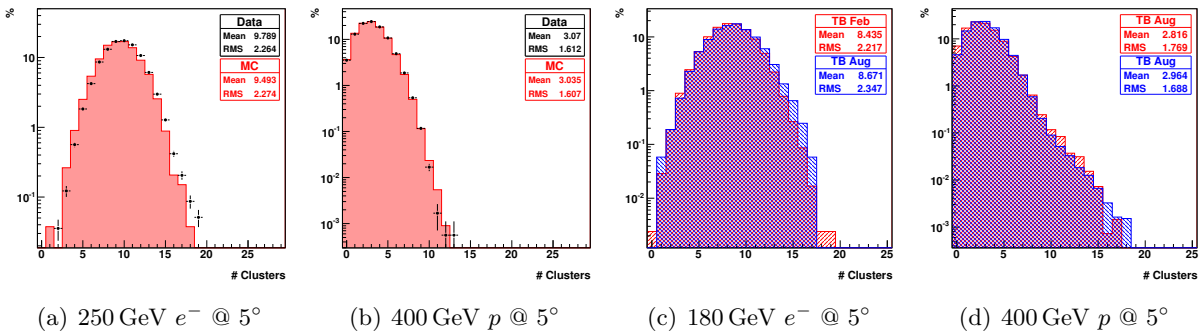 %
Data
Mean 9.789
RMS 2.264
MC
Mean 9.493
RMS 2.274
10
1
10⁻¹
0 5 10 15 20 25
# Clusters
(a) 250 GeV e⁻ @ 5°
%
Data
Mean 3.07
RMS 1.612
MC
Mean 3.035
RMS 1.607
10
1
10⁻¹
10⁻²
10⁻³
0 5 10 15 20 25
# Clusters
(b) 400 GeV p @ 5°
%
TB Feb
Mean 8.435
RMS 2.217
TB Aug
Mean 8.671
RMS 2.347
10
1
10⁻¹
10⁻²
0 5 10 15 20 25
# Clusters
(c) 180 GeV e⁻ @ 5°
%
TB Aug
Mean 2.816
RMS 1.769
TB Aug
Mean 2.964
RMS 1.688
10
1
10⁻¹
10⁻²
10⁻³
0 5 10 15 20 25
# Clusters
(d) 400 GeV p @ 5°